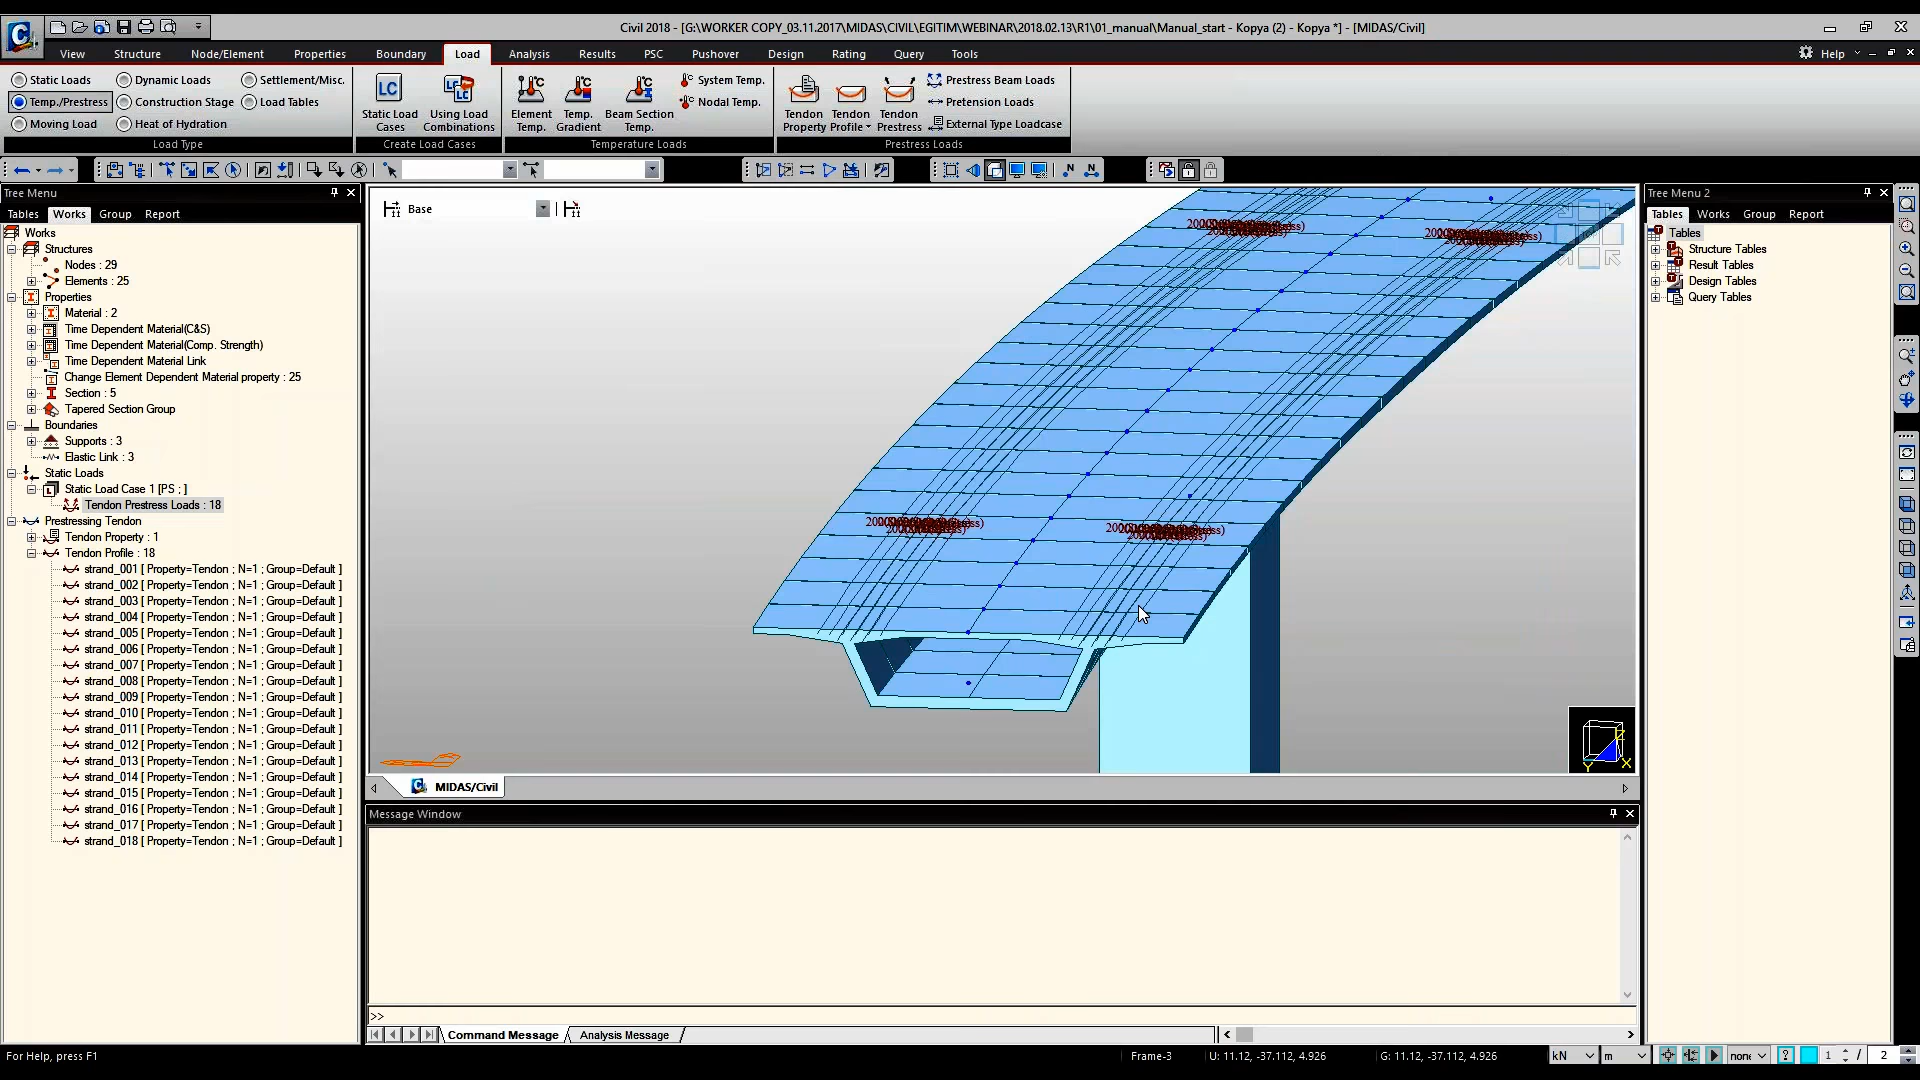 Civil 2018 - [G:\WORKER COPY_03.11.2017\MIDAS\CIVIL\EGITIM\WEBINAR\2018.02.13\R1\01_manual\Manual_start - Kopya (2) - Kopya *] - [MIDAS/Civil]
View Structure Node/Element Properties Boundary Load Analysis Results PSC Pushover Design Rating Query Tools Help
Static Loads Dynamic Loads Settlement/Misc.
Temp./Prestress Construction Stage Load Tables
Moving Load Heat of Hydration
Load Type
LC
Static Load Cases
Using Load Combinations
Create Load Cases
Element Temp.
Temp. Gradient
Beam Section Temp.
System Temp.
Nodal Temp.
Temperature Loads
Tendon Property
Tendon Profile
Tendon Prestress
Prestress Beam Loads
Pretension Loads
External Type Loadcase
Prestress Loads
Tree Menu
Tables Works Group Report
Works
Structures
Nodes : 29
Elements : 25
Properties
Material : 2
Time Dependent Material(C&S)
Time Dependent Material(Comp. Strength)
Time Dependent Material Link
Change Element Dependent Material property : 25
Section : 5
Tapered Section Group
Boundaries
Supports : 3
Elastic Link : 3
Static Loads
Static Load Case 1 [PS ; ]
Tendon Prestress Loads : 18
Prestressing Tendon
Tendon Property : 1
Tendon Profile : 18
strand_001 [ Property=Tendon ; N=1 ; Group=Default ]
strand_002 [ Property=Tendon ; N=1 ; Group=Default ]
strand_003 [ Property=Tendon ; N=1 ; Group=Default ]
strand_004 [ Property=Tendon ; N=1 ; Group=Default ]
strand_005 [ Property=Tendon ; N=1 ; Group=Default ]
strand_006 [ Property=Tendon ; N=1 ; Group=Default ]
strand_007 [ Property=Tendon ; N=1 ; Group=Default ]
strand_008 [ Property=Tendon ; N=1 ; Group=Default ]
strand_009 [ Property=Tendon ; N=1 ; Group=Default ]
strand_010 [ Property=Tendon ; N=1 ; Group=Default ]
strand_011 [ Property=Tendon ; N=1 ; Group=Default ]
strand_012 [ Property=Tendon ; N=1 ; Group=Default ]
strand_013 [ Property=Tendon ; N=1 ; Group=Default ]
strand_014 [ Property=Tendon ; N=1 ; Group=Default ]
strand_015 [ Property=Tendon ; N=1 ; Group=Default ]
strand_016 [ Property=Tendon ; N=1 ; Group=Default ]
strand_017 [ Property=Tendon ; N=1 ; Group=Default ]
strand_018 [ Property=Tendon ; N=1 ; Group=Default ]
Base
Z
Y X
MIDAS/Civil
Message Window
>>
Command Message Analysis Message
Tree Menu 2
Tables Works Group Report
Tables
Structure Tables
Result Tables
Design Tables
Query Tables
For Help, press F1
Frame-3 U: 11.12, -37.112, 4.926 G: 11.12, -37.112, 4.926 kN m none ? 1 / 2